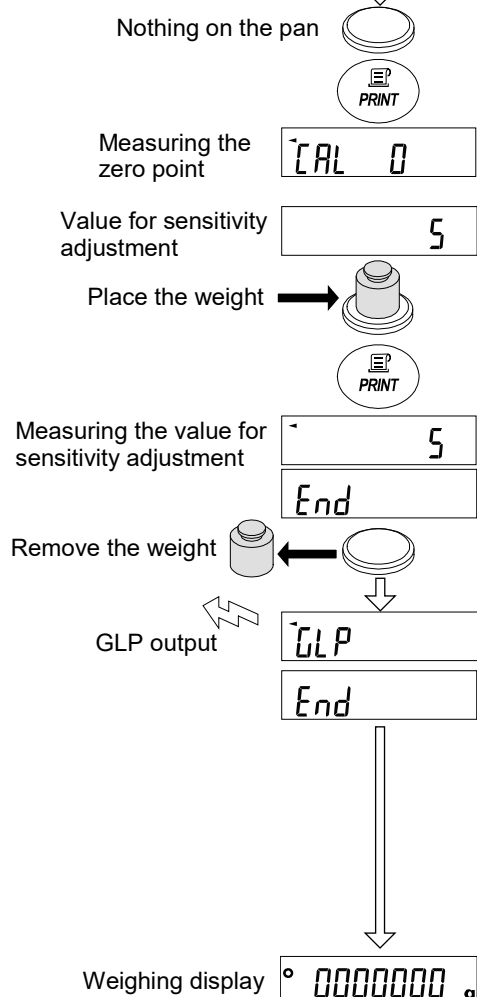 Nothing on the pan
PRINT
Measuring the
zero point
CAL 0
Value for sensitivity
adjustment
5
Place the weight
PRINT
Measuring the value for
sensitivity adjustment
5
End
Remove the weight
GLP output
GLP
End
Weighing display
0000000 g